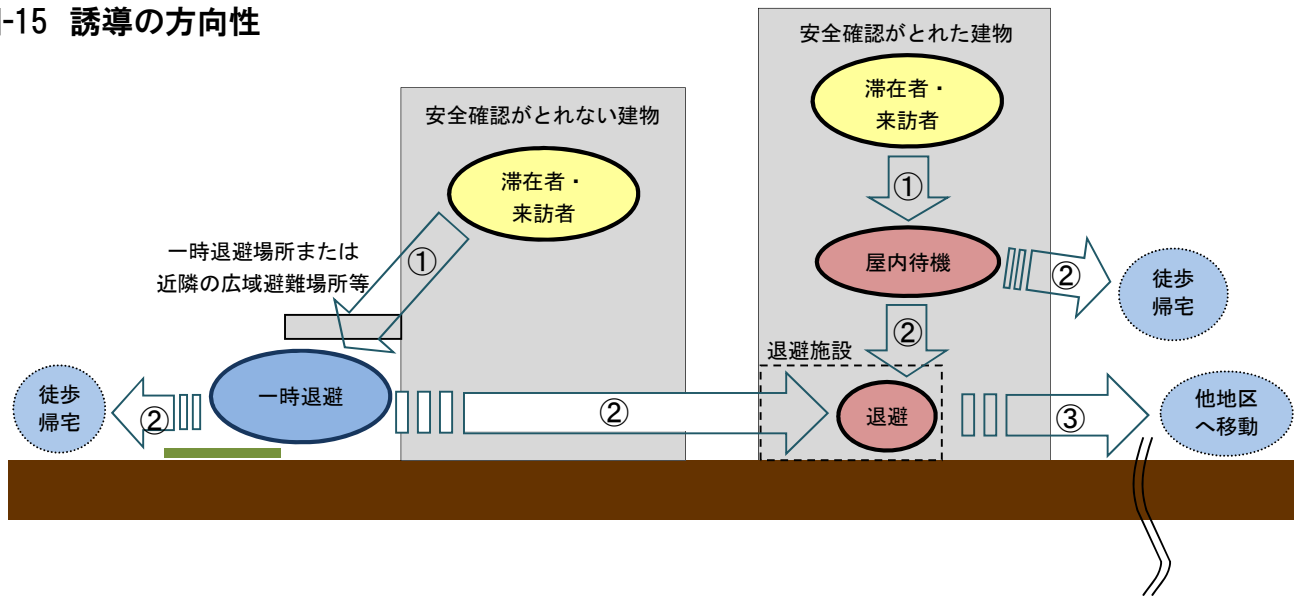 -15 誘導の方向性
安全確認がとれない建物
滞在者・
来訪者
①
一時退避場所または
近隣の広域避難場所等
一時退避
②
徒歩
帰宅
②
安全確認がとれた建物
滞在者・
来訪者
①
屋内待機
②
徒歩
帰宅
②
退避施設
退避
③
他地区
へ移動